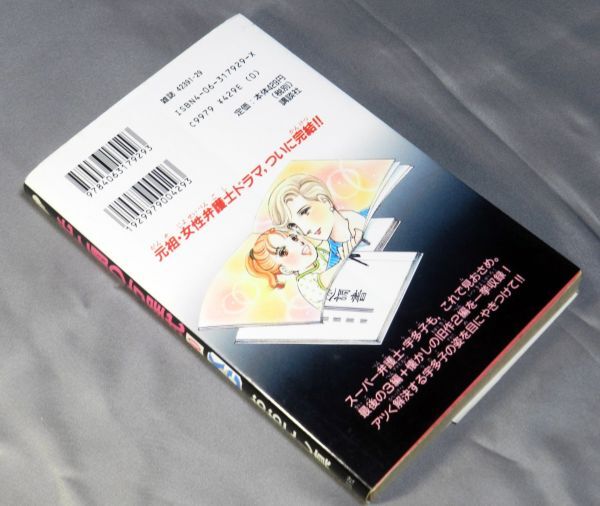 雑誌 42391-29
ISBN4-06-317929-X
C9979 ¥429E (0)
定価：本体429円
(税別)
講談社
9784063179293
1929979004293
元祖・女性弁護士ドラマ、ついに完結!!
スーパー弁護士・宇多子も、これで見おさめ。
最後の3編＋懐かしの旧作2編を一挙収録！
アツく解決する宇多子の姿を目にやきつけて!!